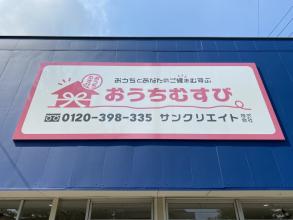 おうちとあなたのご縁をむすぶ
おうちむすび
0120-398-335 サンクリエイト 株式会社